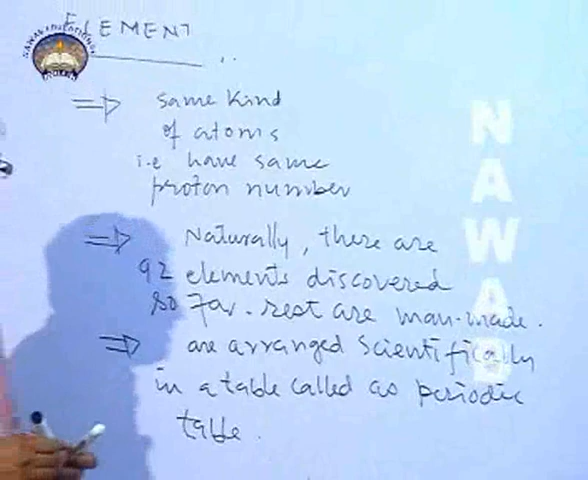 ELEMENT
⇒ same kind
of atoms
i.e have same
proton number
⇒ Naturally, there are
92 elements discovered
so far. rest are man-made.
⇒ are arranged scientifically
in a table called as periodic
table.
NAWAB